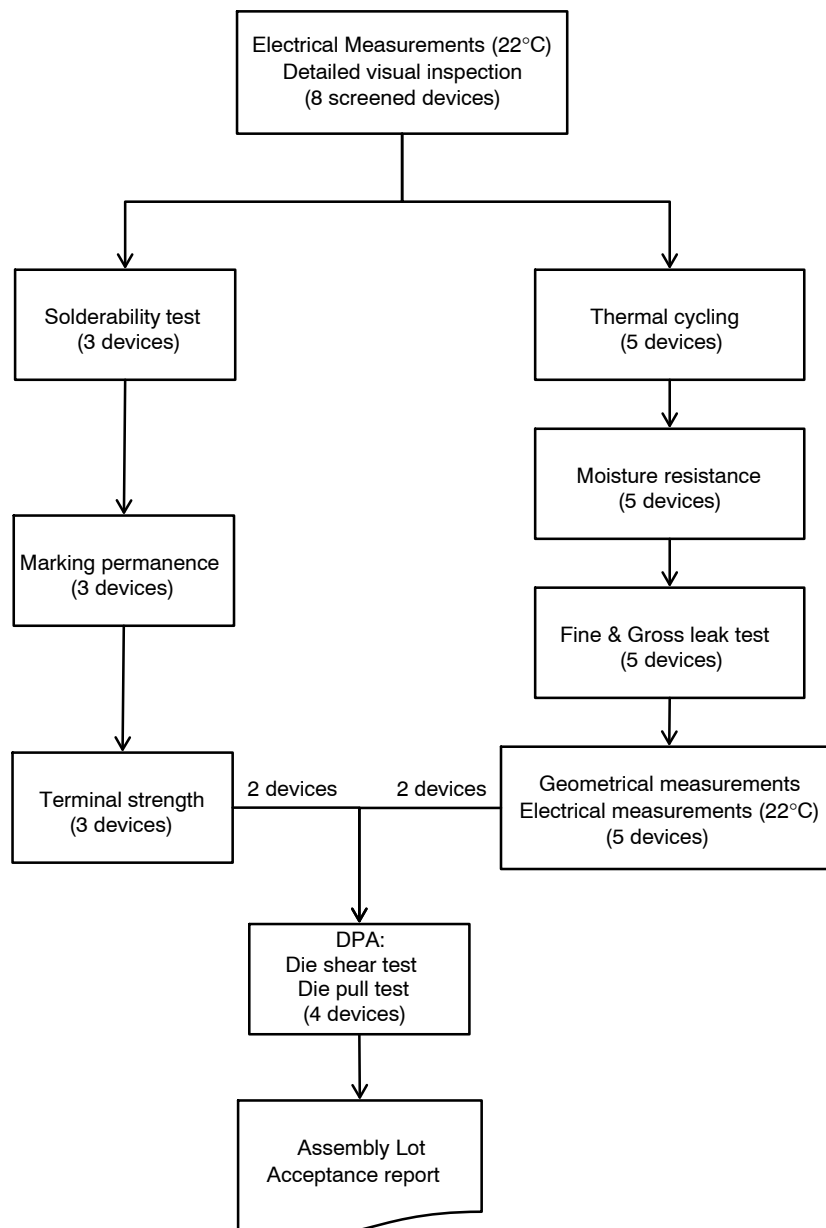 Electrical Measurements (22°C)
Detailed visual inspection
(8 screened devices)
Solderability test
(3 devices)
Thermal cycling
(5 devices)
Moisture resistance
(5 devices)
Marking permanence
(3 devices)
Fine & Gross leak test
(5 devices)
Terminal strength
(3 devices)
2 devices
2 devices
Geometrical measurements
Electrical measurements (22°C)
(5 devices)
DPA:
Die shear test
Die pull test
(4 devices)
Assembly Lot
Acceptance report